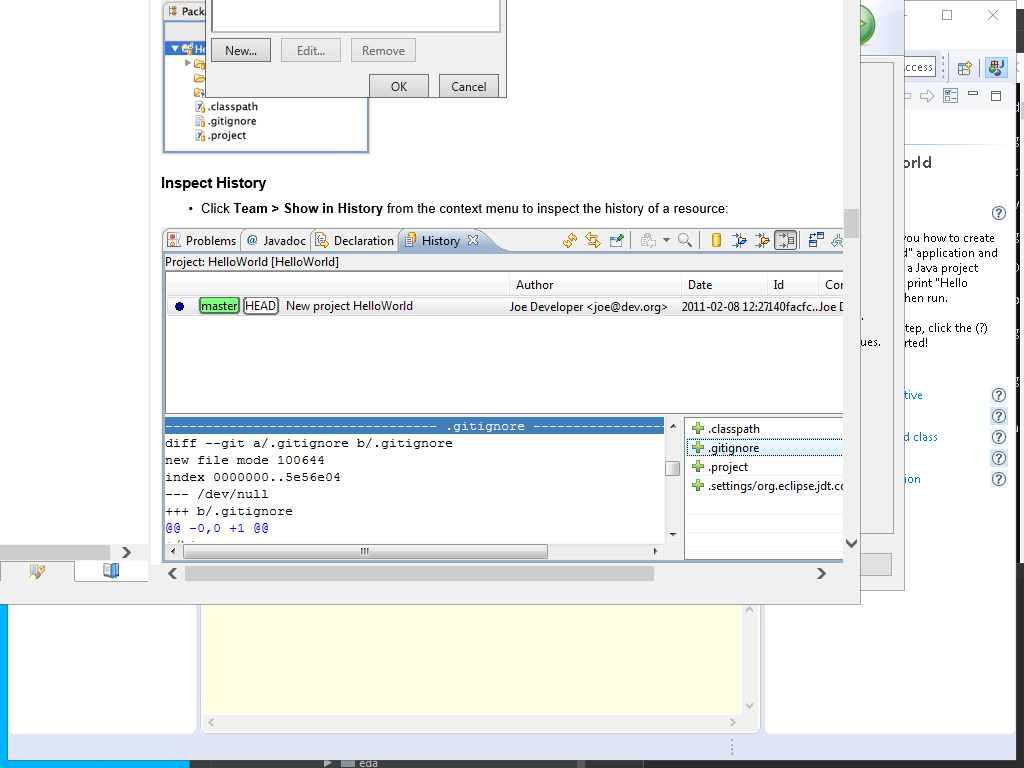 Pack
New...
Edit...
Remove
OK
Cancel
He
.classpath
.gitignore
.project
Inspect History
• Click Team > Show in History from the context menu to inspect the history of a resource:
Problems
@ Javadoc
Declaration
History
Project: HelloWorld [HelloWorld]
Author
Date
Id
Cor
master
HEAD
New project HelloWorld
Joe Developer <joe@dev.org>
2011-02-08 12:27
140facfc...
Joe D
.gitignore
diff --git a/.gitignore b/.gitignore
new file mode 100644
index 0000000..5e56e04
--- /dev/null
+++ b/.gitignore
@@ -0,0 +1 @@
.classpath
.gitignore
.project
.settings/org.eclipse.jdt.co
ccess
orld
you how to create
d" application and
a Java project
print "Hello
hen run.
tep, click the (?)
rted!
ues.
tive
d class
ion
eda